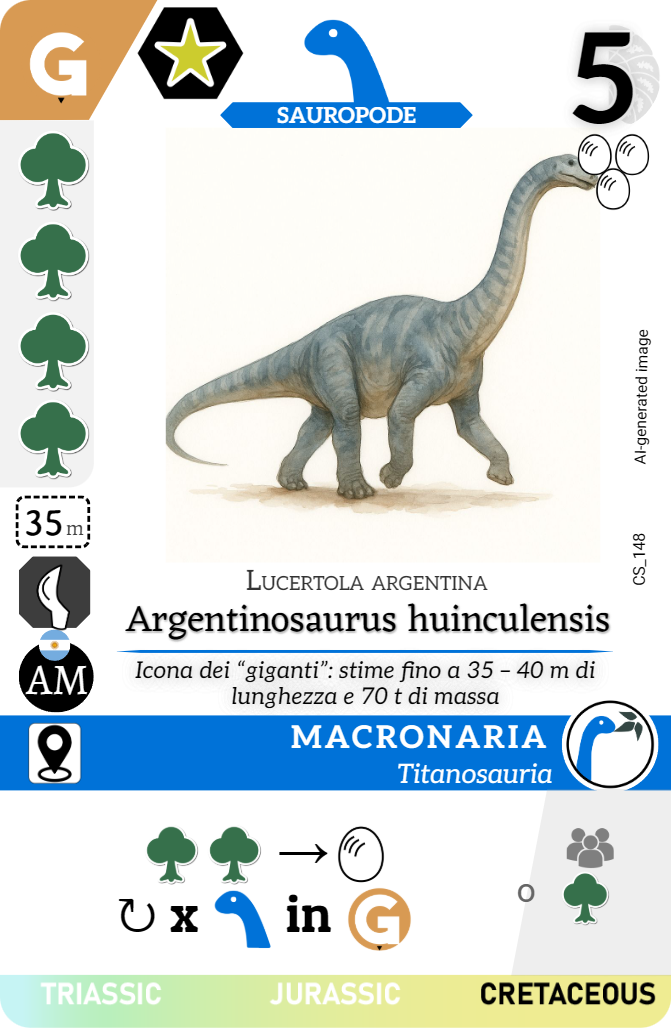 G
SAUROPODE
5
35 m
AM
AI-generated image
CS_148
Lucertola argentina
Argentinosaurus huinculensis
Icona dei “giganti”: stime fino a 35 – 40 m di
lunghezza e 70 t di massa
MACRONARIA
Titanosauria
→
↻ x in G
o
TRIASSIC JURASSIC CRETACEOUS